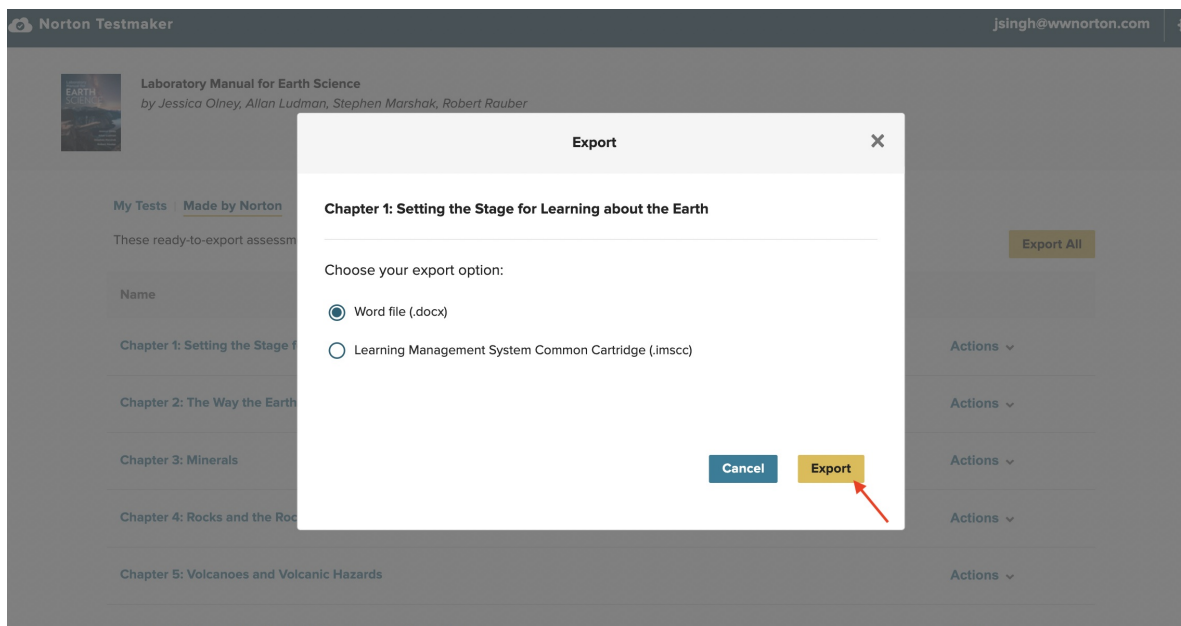 Norton Testmaker
jsingh@wwnorton.com
EARTH
SCIENCE
Laboratory Manual for Earth Science
by Jessica Olney, Allan Ludman, Stephen Marshak, Robert Rauber
Export
My Tests
Made by Norton
Chapter 1: Setting the Stage for Learning about the Earth
These ready-to-export
Export All
Choose your export option:
Name
Word file (.docx)
Chapter 1: Setting the Stage
Actions
Learning Management System Common Cartridge (.imscc)
Chapter 2: The Way the Earth
Actions
Chapter 3: Minerals
Cancel
Export
Actions
Chapter 4: Rocks and the
Actions
Chapter 5: Volcanoes and Volcanic Hazards
Actions